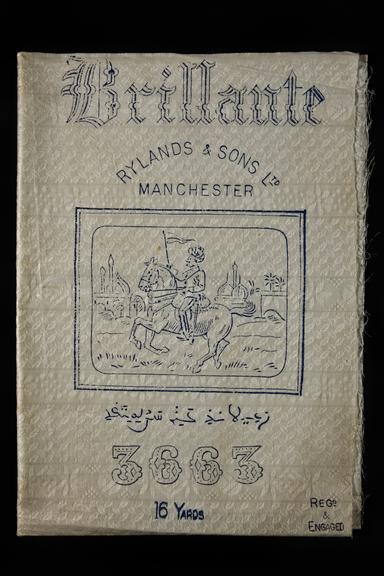 Brillante
RYLANDS & SONS LTD
MANCHESTER
3663
16 YARDS
REGD
&
ENGAGED